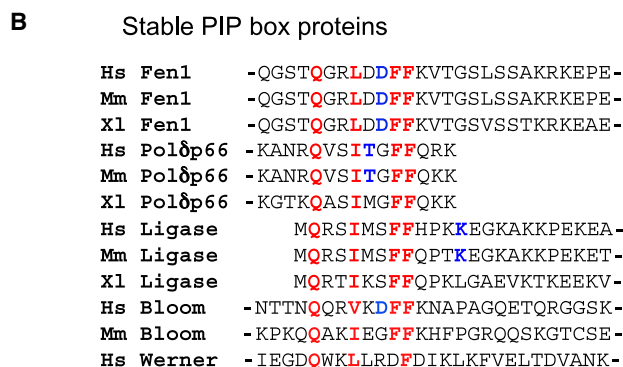 B Stable PIP box proteins
Hs Fen1 -QGSTQGRLDDFFKVTGSLSSAKRKEPE-
Mm Fen1 -QGSTQGRLDDFFKVTGSLSSAKRKEPE-
Xl Fen1 -QGSTQGRLDDFFKVTGSVSSTKRKEAE-
Hs Polδp66 -KANRQVSITGFFQRK
Mm Polδp66 -KANRQVSITGFFQKK
Xl Polδp66 -KGTKQASIMGFFQKK
Hs Ligase MQRSIMSFFHPKKEGKAKKPEKEA-
Mm Ligase MQRSIMSFFQPTKEGKAKKPEKET-
Xl Ligase MQRTIKSFFQPKLGAEVKTKEEKV-
Hs Bloom -NTTNQQRVKDFFKNAPAGQETQRGGSK-
Mm Bloom -KPKQQAKIEGFFKHFPGRQQSKGTCSE-
Hs Werner -IEGDQWKLLRDFDIKLKFVELTDVANK-